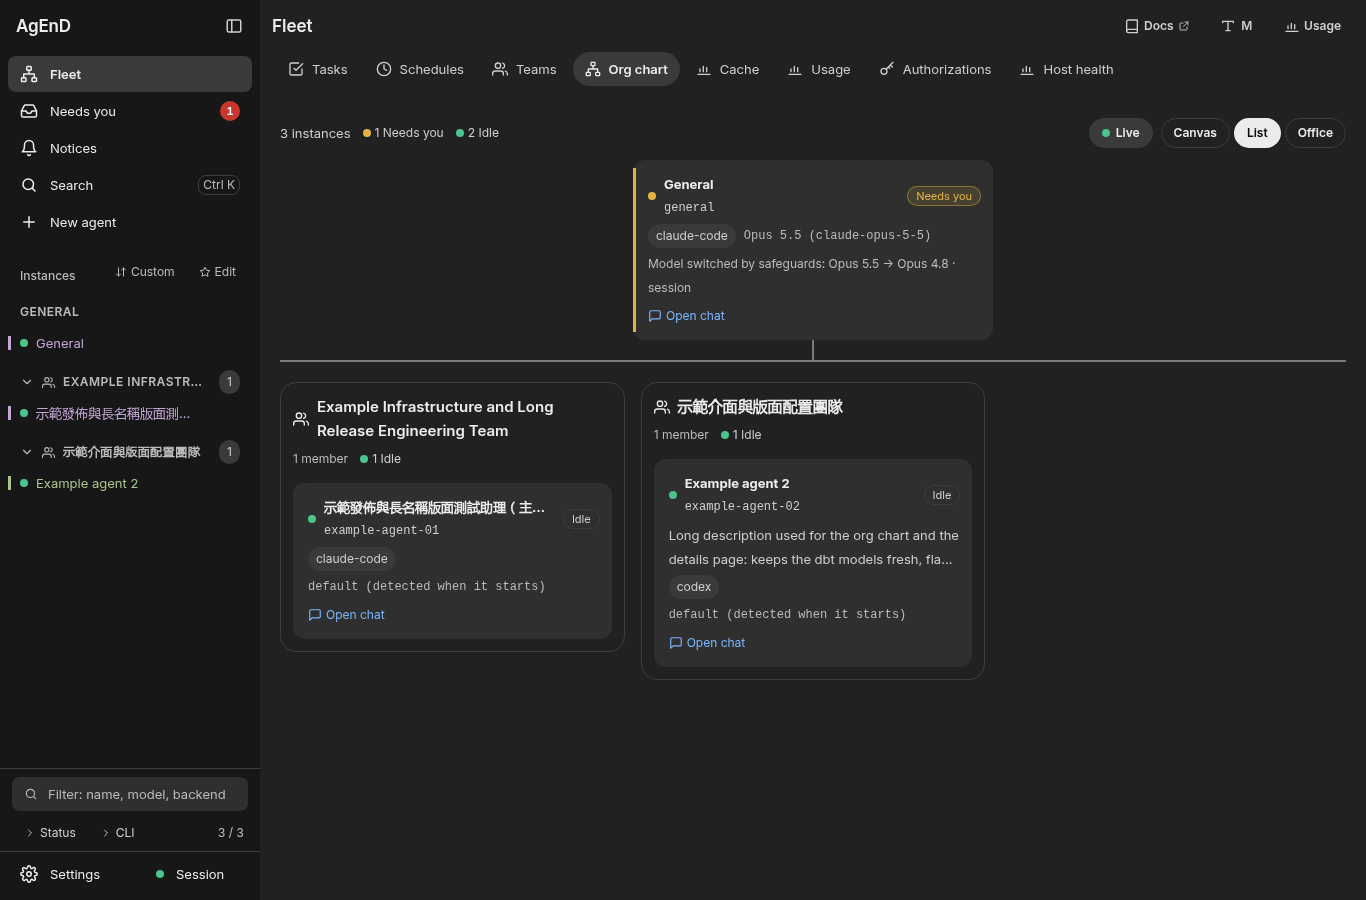 AgEnD
Fleet
Needs you
1
Notices
Search
Ctrl K
New agent
Instances
Custom
Edit
GENERAL
General
EXAMPLE INFRASTR...
1
示範發佈與長名稱版面測...
示範介面與版面配置團隊
1
Example agent 2
Filter: name, model, backend
Status
CLI
3 / 3
Settings
Session
Fleet
Docs
M
Usage
Tasks
Schedules
Teams
Org chart
Cache
Usage
Authorizations
Host health
3 instances
1 Needs you
2 Idle
Live
Canvas
List
Office
General
general
Needs you
claude-code
Opus 5.5 (claude-opus-5-5)
Model switched by safeguards: Opus 5.5 → Opus 4.8 ·
session
Open chat
Example Infrastructure and Long
Release Engineering Team
1 member
1 Idle
示範發佈與長名稱版面測試助理（主...
example-agent-01
Idle
claude-code
default (detected when it starts)
Open chat
示範介面與版面配置團隊
1 member
1 Idle
Example agent 2
example-agent-02
Idle
Long description used for the org chart and the
details page: keeps the dbt models fresh, fla...
codex
default (detected when it starts)
Open chat